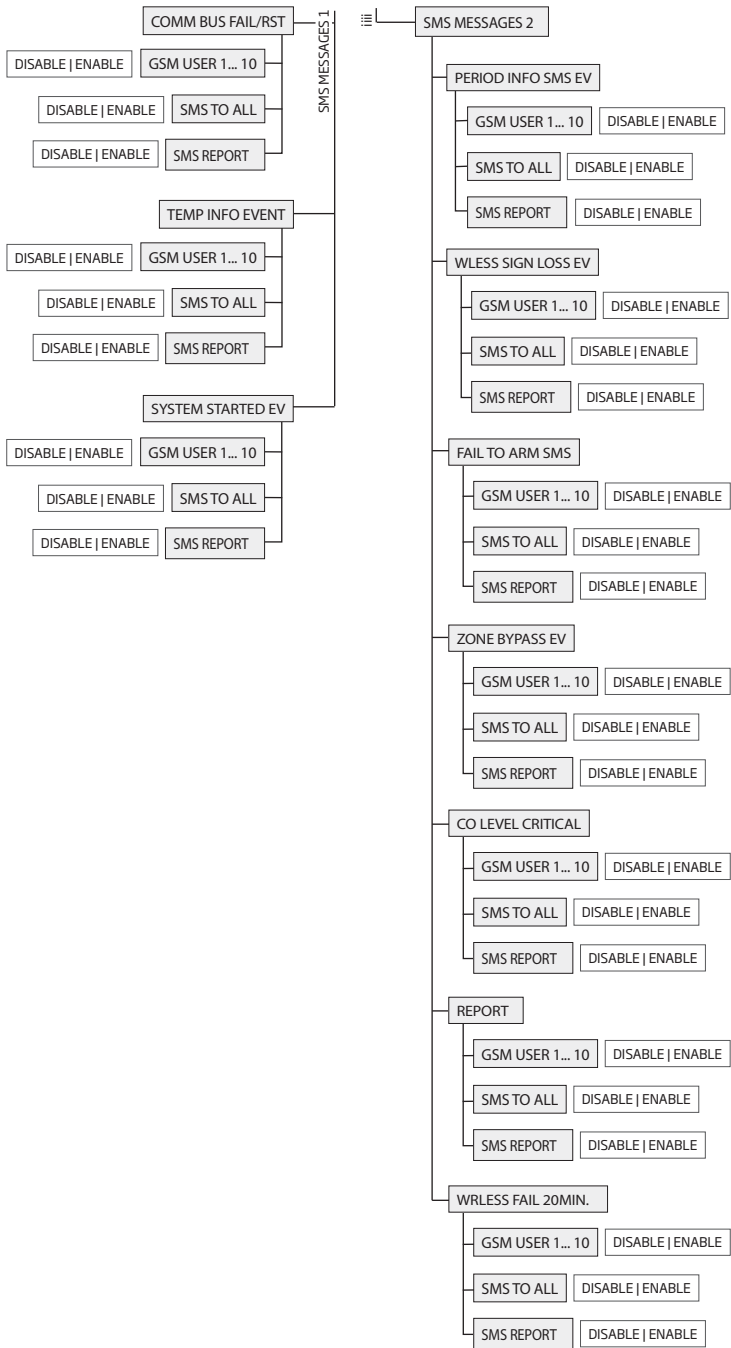 SMS MESSAGES 1
COMM BUS FAIL/RST
DISABLE | ENABLE GSM USER 1... 10
DISABLE | ENABLE SMS TO ALL
DISABLE | ENABLE SMS REPORT
TEMP INFO EVENT
DISABLE | ENABLE GSM USER 1... 10
DISABLE | ENABLE SMS TO ALL
DISABLE | ENABLE SMS REPORT
SYSTEM STARTED EV
DISABLE | ENABLE GSM USER 1... 10
DISABLE | ENABLE SMS TO ALL
DISABLE | ENABLE SMS REPORT
SMS MESSAGES 2
PERIOD INFO SMS EV
GSM USER 1... 10 DISABLE | ENABLE
SMS TO ALL DISABLE | ENABLE
SMS REPORT DISABLE | ENABLE
WLESS SIGN LOSS EV
GSM USER 1... 10 DISABLE | ENABLE
SMS TO ALL DISABLE | ENABLE
SMS REPORT DISABLE | ENABLE
FAIL TO ARM SMS
GSM USER 1... 10 DISABLE | ENABLE
SMS TO ALL DISABLE | ENABLE
SMS REPORT DISABLE | ENABLE
ZONE BYPASS EV
GSM USER 1... 10 DISABLE | ENABLE
SMS TO ALL DISABLE | ENABLE
SMS REPORT DISABLE | ENABLE
CO LEVEL CRITICAL
GSM USER 1... 10 DISABLE | ENABLE
SMS TO ALL DISABLE | ENABLE
SMS REPORT DISABLE | ENABLE
REPORT
GSM USER 1... 10 DISABLE | ENABLE
SMS TO ALL DISABLE | ENABLE
SMS REPORT DISABLE | ENABLE
WRLESS FAIL 20MIN.
GSM USER 1... 10 DISABLE | ENABLE
SMS TO ALL DISABLE | ENABLE
SMS REPORT DISABLE | ENABLE